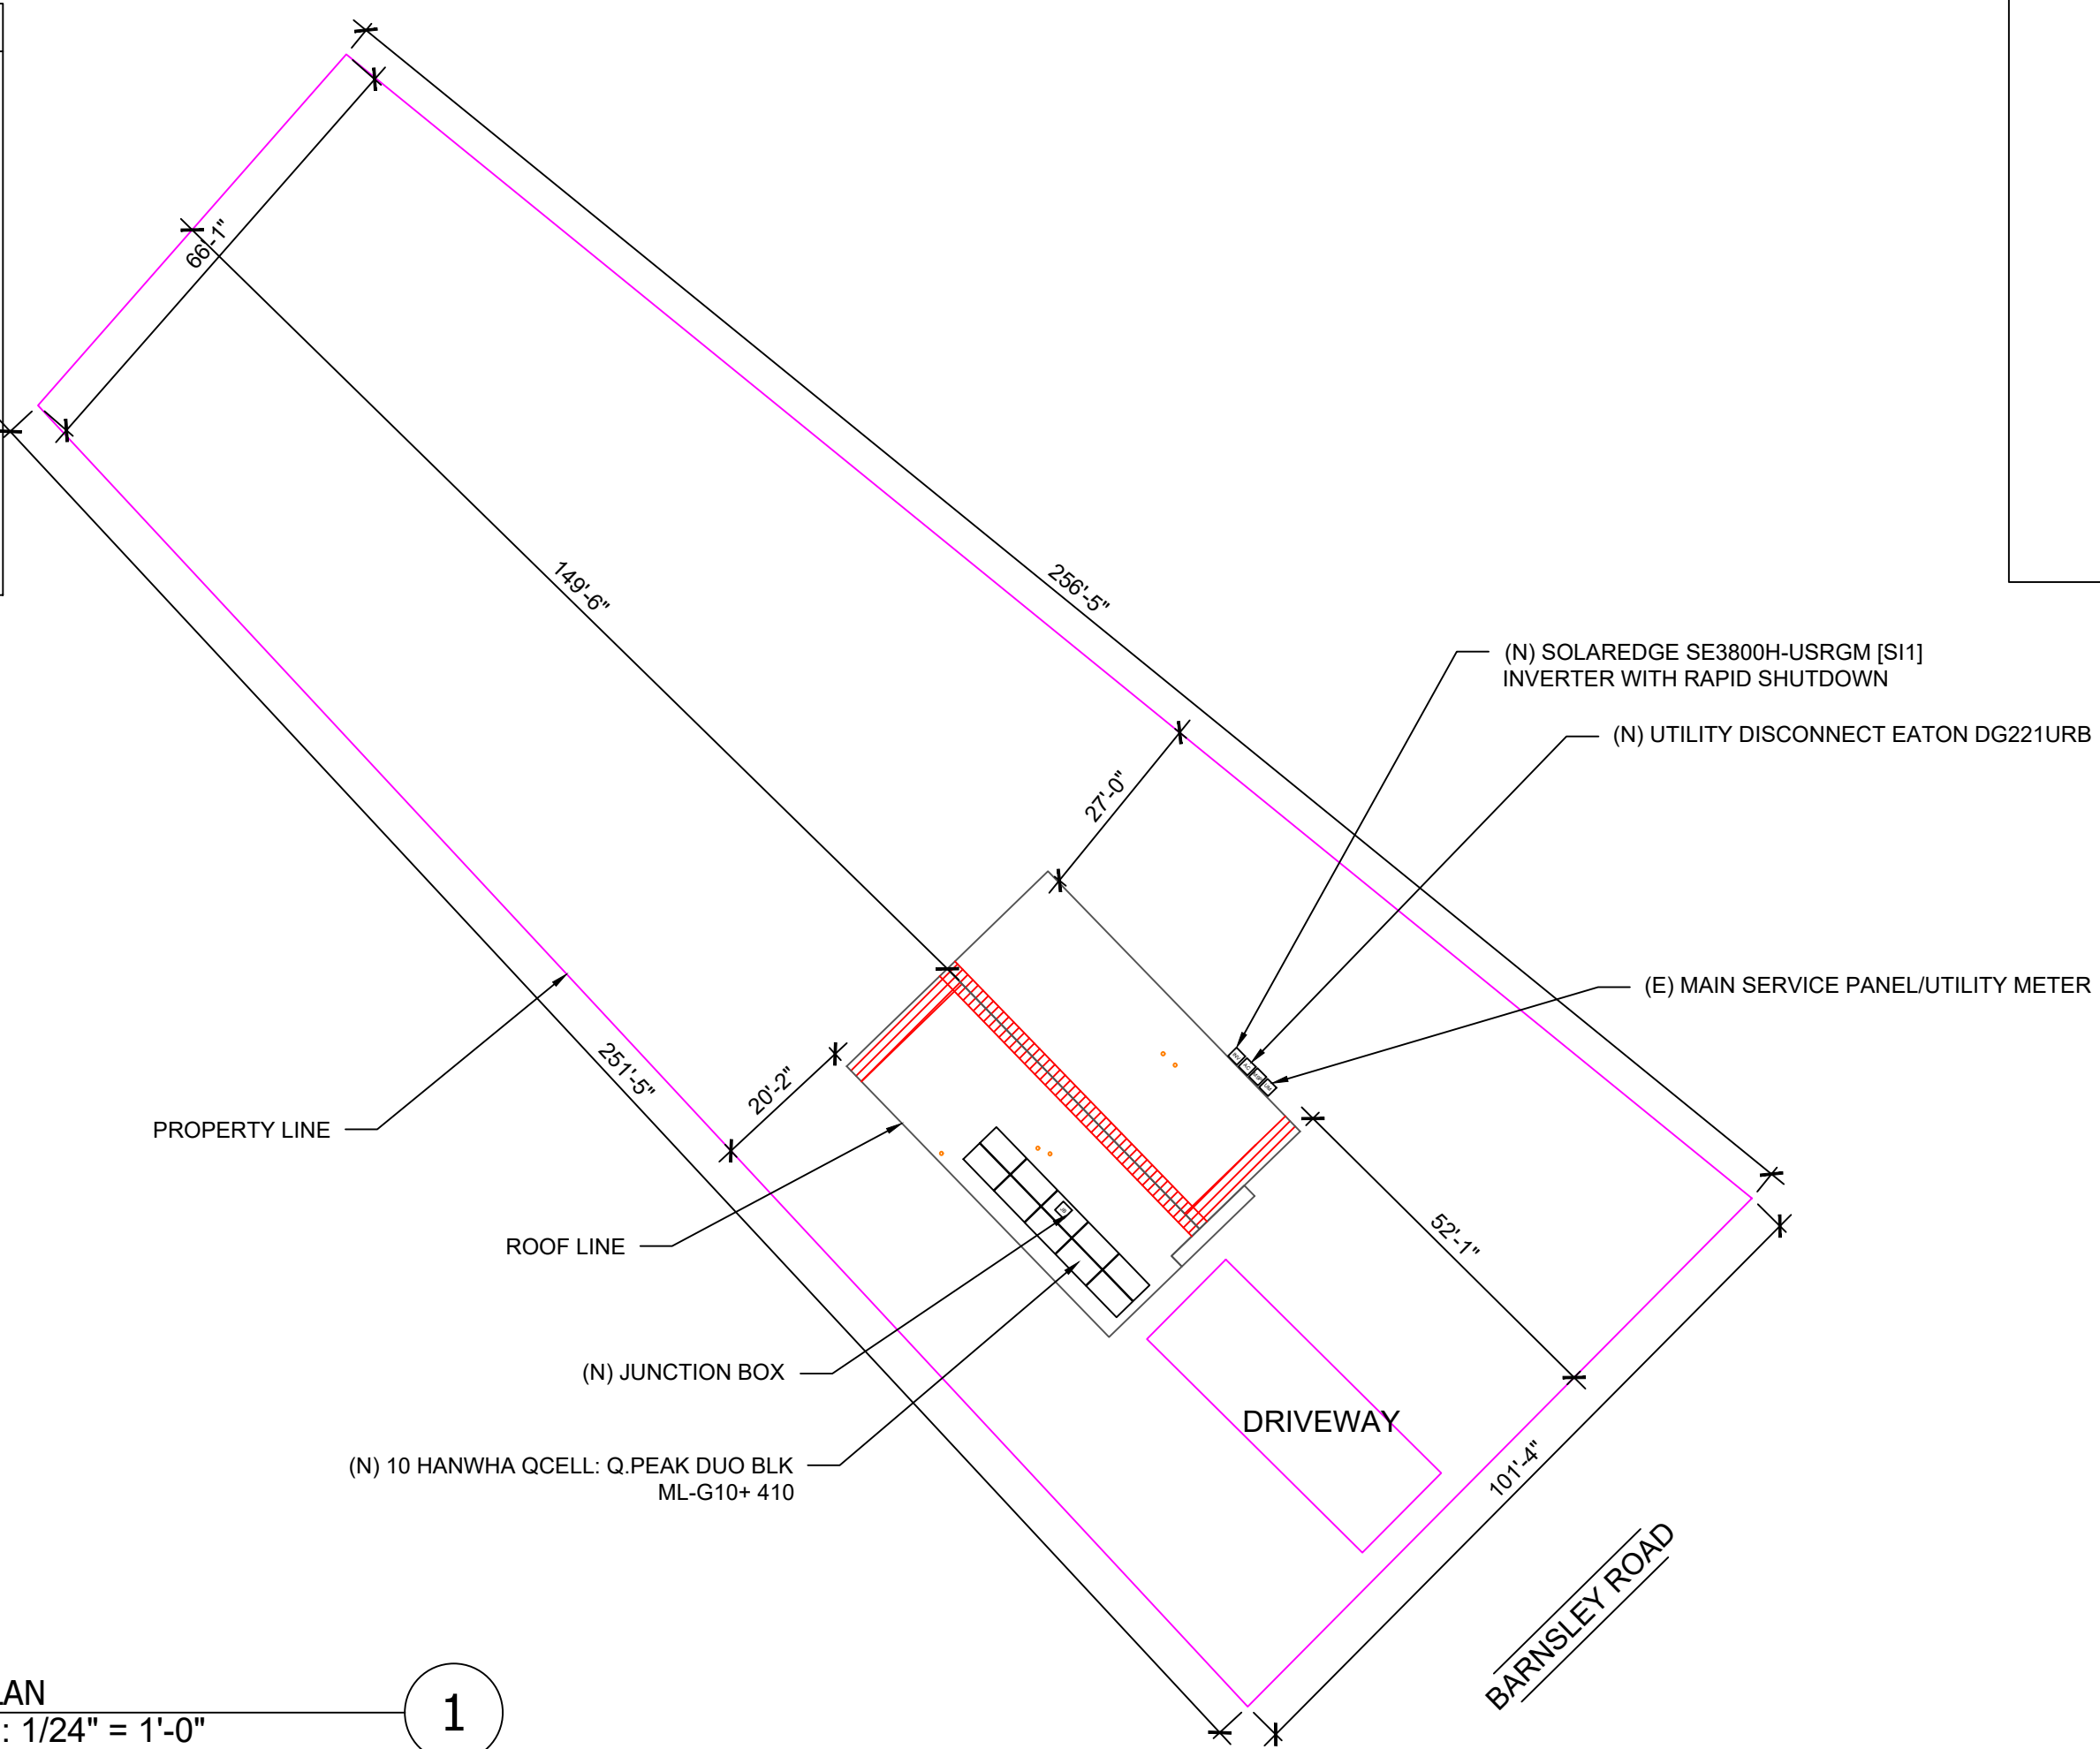 66'-1"
149'-6"
256'-5"
(N) SOLAREDGE SE3800H-USRGM [SI1]
INVERTER WITH RAPID SHUTDOWN
(N) UTILITY DISCONNECT EATON DG221URB
27'-0"
(E) MAIN SERVICE PANEL/UTILITY METER
251'-5"
20'-2"
PROPERTY LINE
ROOF LINE
52'-1"
(N) JUNCTION BOX
DRIVEWAY
(N) 10 HANWHA QCELL: Q.PEAK DUO BLK
ML-G10+ 410
101'-4"
BARNSLEY ROAD
1
: 1/24" = 1'-0"